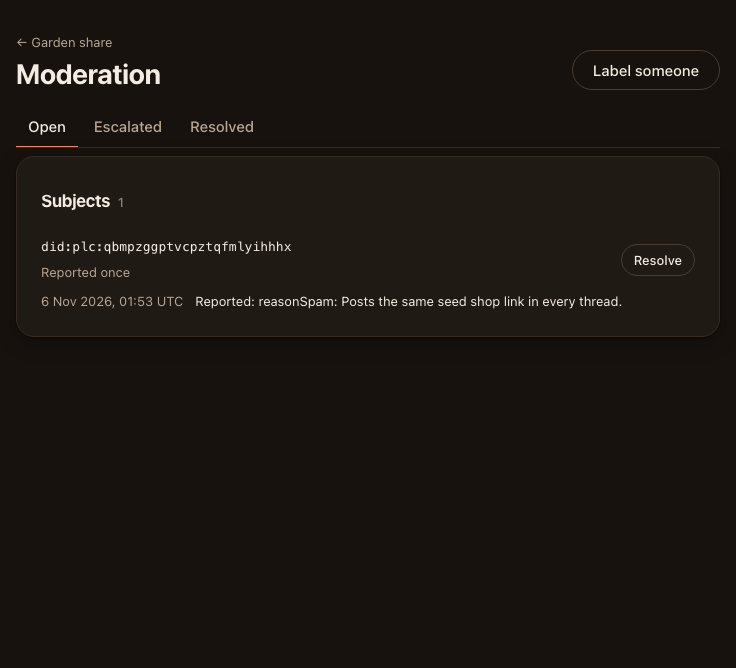 ← Garden share
Moderation
Label someone
Open Escalated Resolved
Subjects 1
did:plc:qbmpzggptvcpztqfmlyihhhx
Reported once
Resolve
6 Nov 2026, 01:53 UTC Reported: reasonSpam: Posts the same seed shop link in every thread.